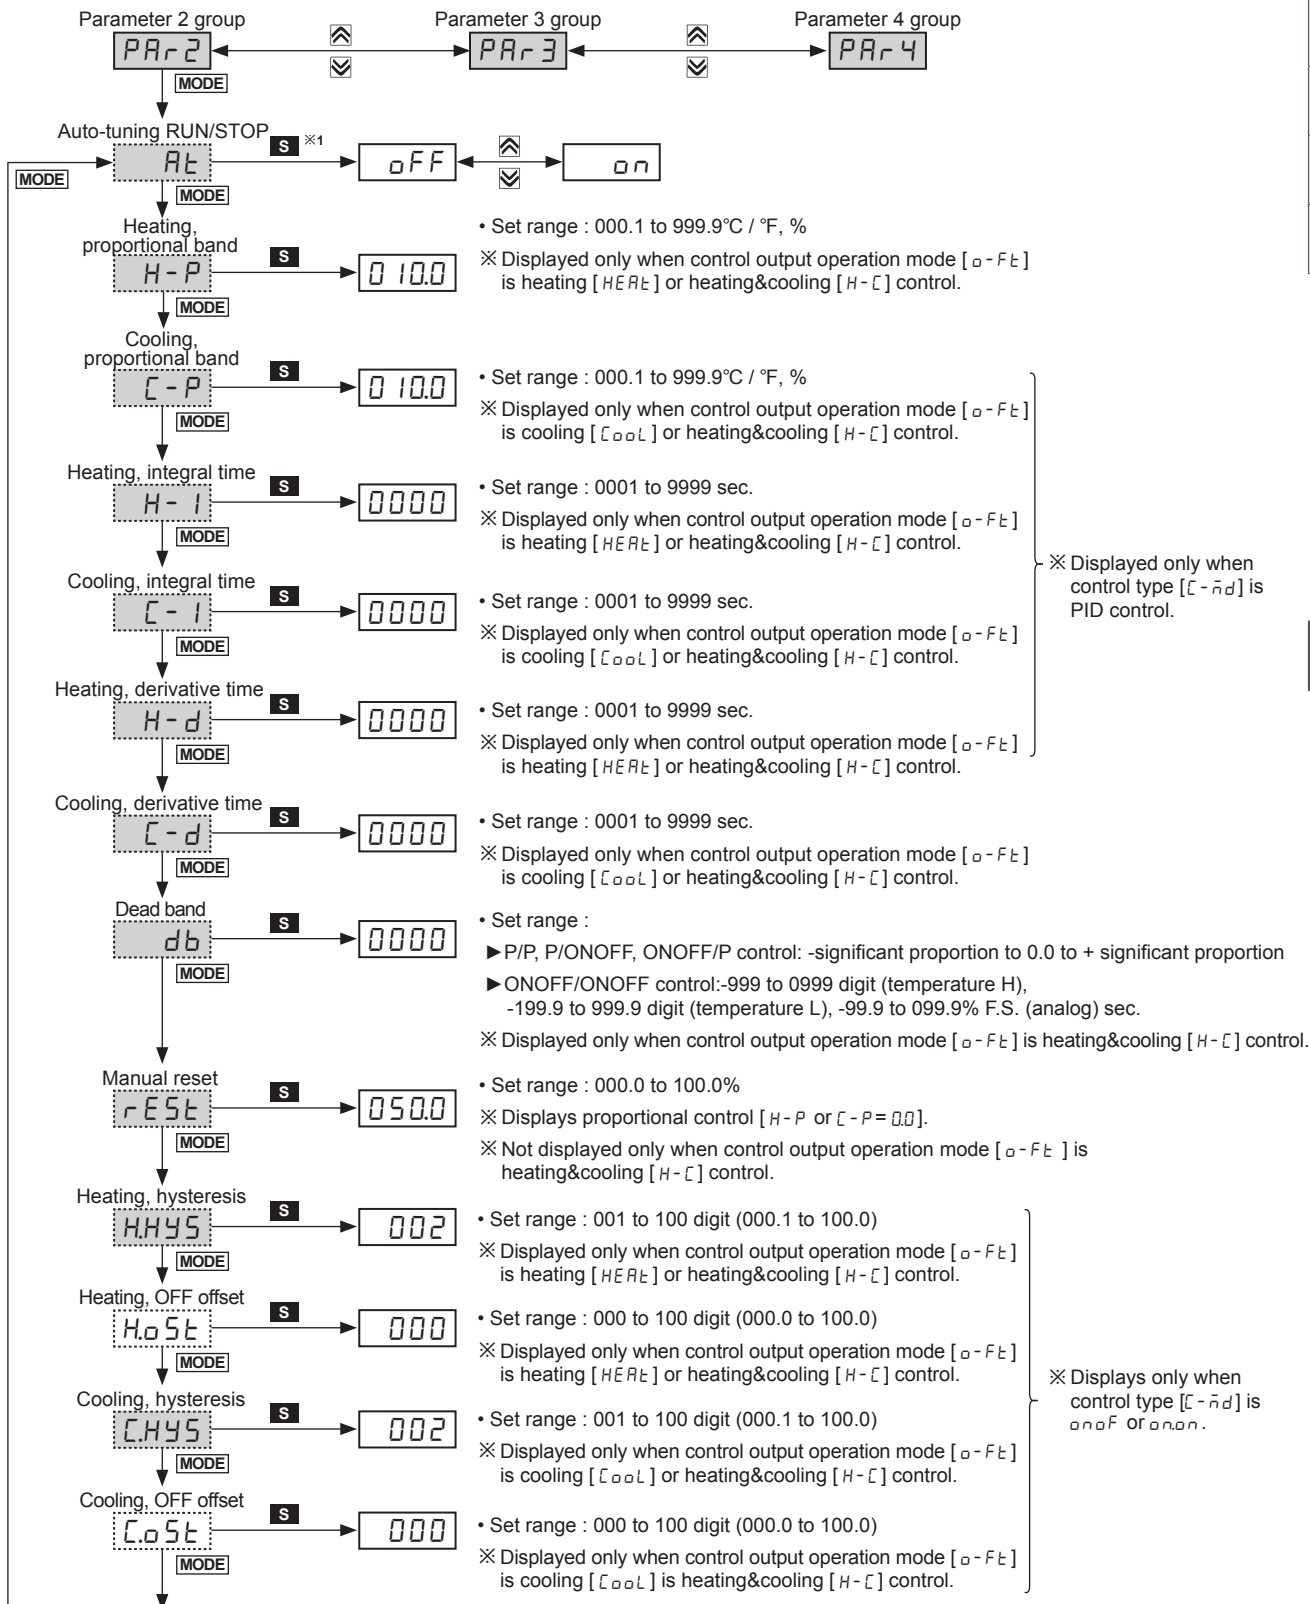 Parameter 2 group
Parameter 3 group
Parameter 4 group
PAr2
PAr3
PAr4
MODE
Auto-tuning RUN/STOP
MODE
At
S ※1
oFF
on
MODE
Heating,
proportional band
H-P
S
010.0
• Set range : 000.1 to 999.9℃ / ℉, %
※ Displayed only when control output operation mode [o-Ft]
is heating [HEAt] or heating&cooling [H-C] control.
MODE
Cooling,
proportional band
C-P
S
010.0
• Set range : 000.1 to 999.9℃ / ℉, %
※ Displayed only when control output operation mode [o-Ft]
is cooling [CooL] or heating&cooling [H-C] control.
MODE
Heating, integral time
H-I
S
0000
• Set range : 0001 to 9999 sec.
※ Displayed only when control output operation mode [o-Ft]
is heating [HEAt] or heating&cooling [H-C] control.
MODE
※ Displayed only when
control type [C-md] is
PID control.
Cooling, integral time
C-I
S
0000
• Set range : 0001 to 9999 sec.
※ Displayed only when control output operation mode [o-Ft]
is cooling [CooL] or heating&cooling [H-C] control.
MODE
Heating, derivative time
H-d
S
0000
• Set range : 0001 to 9999 sec.
※ Displayed only when control output operation mode [o-Ft]
is heating [HEAt] or heating&cooling [H-C] control.
MODE
Cooling, derivative time
C-d
S
0000
• Set range : 0001 to 9999 sec.
※ Displayed only when control output operation mode [o-Ft]
is cooling [CooL] or heating&cooling [H-C] control.
MODE
Dead band
db
S
0000
• Set range :
►P/P, P/ONOFF, ONOFF/P control: -significant proportion to 0.0 to + significant proportion
►ONOFF/ONOFF control:-999 to 0999 digit (temperature H),
-199.9 to 999.9 digit (temperature L), -99.9 to 099.9% F.S. (analog) sec.
※ Displayed only when control output operation mode [o-Ft] is heating&cooling [H-C] control.
MODE
Manual reset
rESt
S
050.0
• Set range : 000.0 to 100.0%
※ Displays proportional control [H-P or C-P=0.0].
※ Not displayed only when control output operation mode [o-Ft ] is
heating&cooling [H-C] control.
MODE
Heating, hysteresis
H.HYS
S
002
• Set range : 001 to 100 digit (000.1 to 100.0)
※ Displayed only when control output operation mode [o-Ft]
is heating [HEAt] or heating&cooling [H-C] control.
MODE
Heating, OFF offset
H.oSt
S
000
• Set range : 000 to 100 digit (000.0 to 100.0)
※ Displayed only when control output operation mode [o-Ft]
is heating [HEAt] or heating&cooling [H-C] control.
MODE
※ Displays only when
control type [C-md] is
onoF or on.on.
Cooling, hysteresis
C.HYS
S
002
• Set range : 001 to 100 digit (000.1 to 100.0)
※ Displayed only when control output operation mode [o-Ft]
is cooling [CooL] or heating&cooling [H-C] control.
MODE
Cooling, OFF offset
C.oSt
S
000
• Set range : 000 to 100 digit (000.0 to 100.0)
※ Displayed only when control output operation mode [o-Ft]
is cooling [CooL] is heating&cooling [H-C] control.
MODE